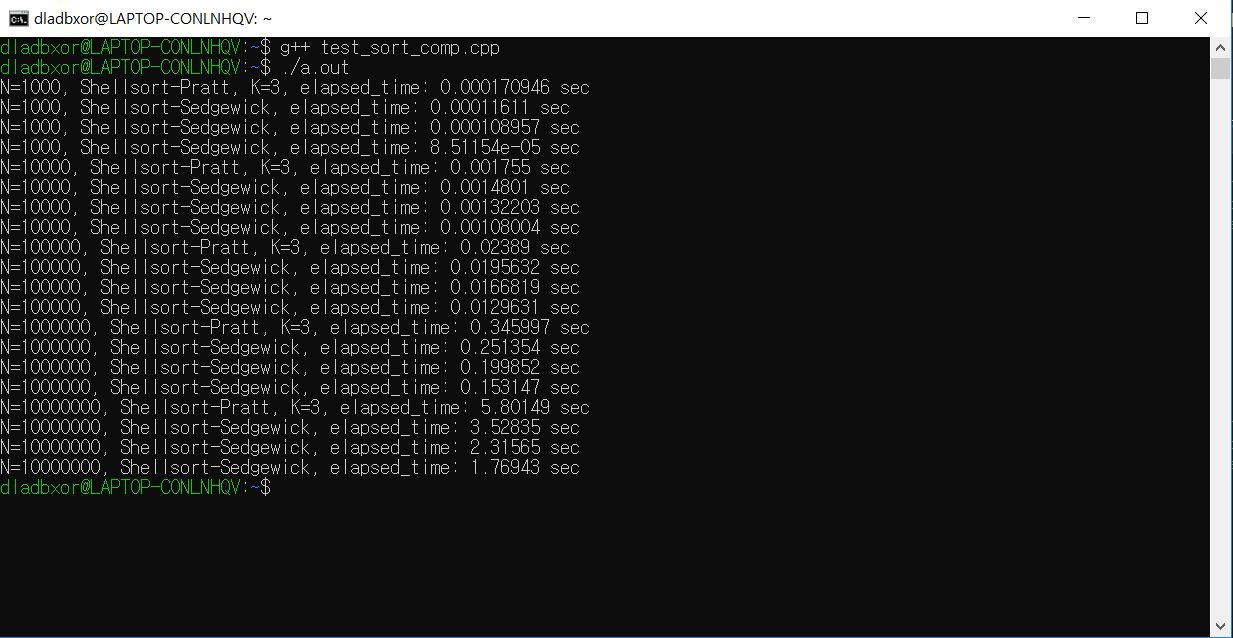 dladbxor@LAPTOP-CONLNHQV: ~
dladbxor@LAPTOP-CONLNHQV:~$ g++ test_sort_comp.cpp
dladbxor@LAPTOP-CONLNHQV:~$ ./a.out
N=1000, Shellsort-Pratt, K=3, elapsed_time: 0.000170946 sec
N=1000, Shellsort-Sedgewick, elapsed_time: 0.00011611 sec
N=1000, Shellsort-Sedgewick, elapsed_time: 0.000108957 sec
N=1000, Shellsort-Sedgewick, elapsed_time: 8.51154e-05 sec
N=10000, Shellsort-Pratt, K=3, elapsed_time: 0.001755 sec
N=10000, Shellsort-Sedgewick, elapsed_time: 0.0014801 sec
N=10000, Shellsort-Sedgewick, elapsed_time: 0.00132203 sec
N=10000, Shellsort-Sedgewick, elapsed_time: 0.00108004 sec
N=100000, Shellsort-Pratt, K=3, elapsed_time: 0.02389 sec
N=100000, Shellsort-Sedgewick, elapsed_time: 0.0195632 sec
N=100000, Shellsort-Sedgewick, elapsed_time: 0.0166819 sec
N=100000, Shellsort-Sedgewick, elapsed_time: 0.0129631 sec
N=1000000, Shellsort-Pratt, K=3, elapsed_time: 0.345997 sec
N=1000000, Shellsort-Sedgewick, elapsed_time: 0.251354 sec
N=1000000, Shellsort-Sedgewick, elapsed_time: 0.199852 sec
N=1000000, Shellsort-Sedgewick, elapsed_time: 0.153147 sec
N=10000000, Shellsort-Pratt, K=3, elapsed_time: 5.80149 sec
N=10000000, Shellsort-Sedgewick, elapsed_time: 3.52835 sec
N=10000000, Shellsort-Sedgewick, elapsed_time: 2.31565 sec
N=10000000, Shellsort-Sedgewick, elapsed_time: 1.76943 sec
dladbxor@LAPTOP-CONLNHQV:~$